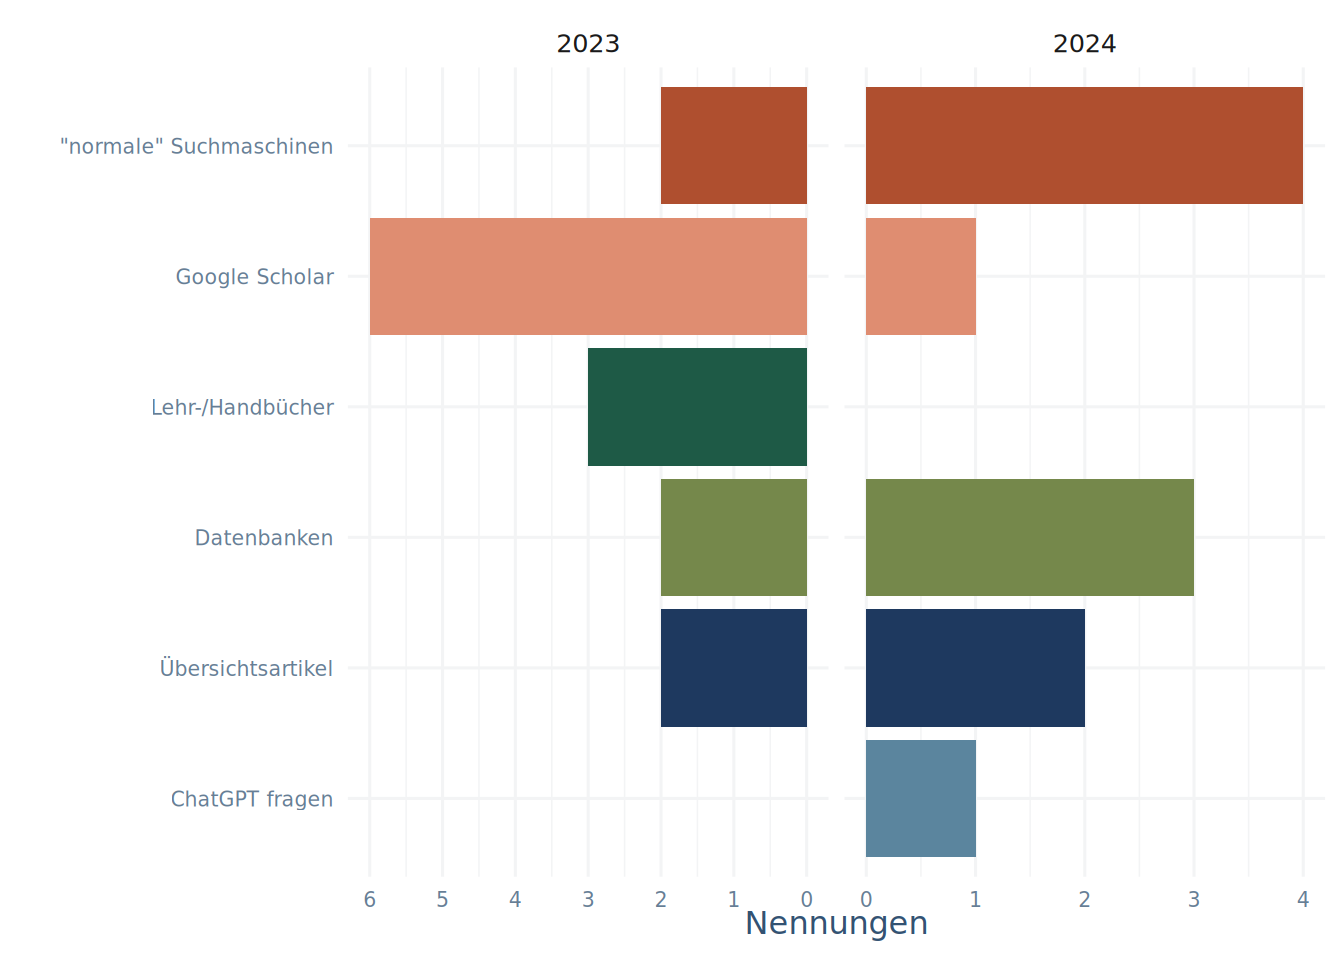 2023 2024
"normale" Suchmaschinen
Google Scholar
Lehr-/Handbücher
Datenbanken
Übersichtsartikel
ChatGPT fragen
6 5 4 3 2 1 0 0 1 2 3 4
Nennungen